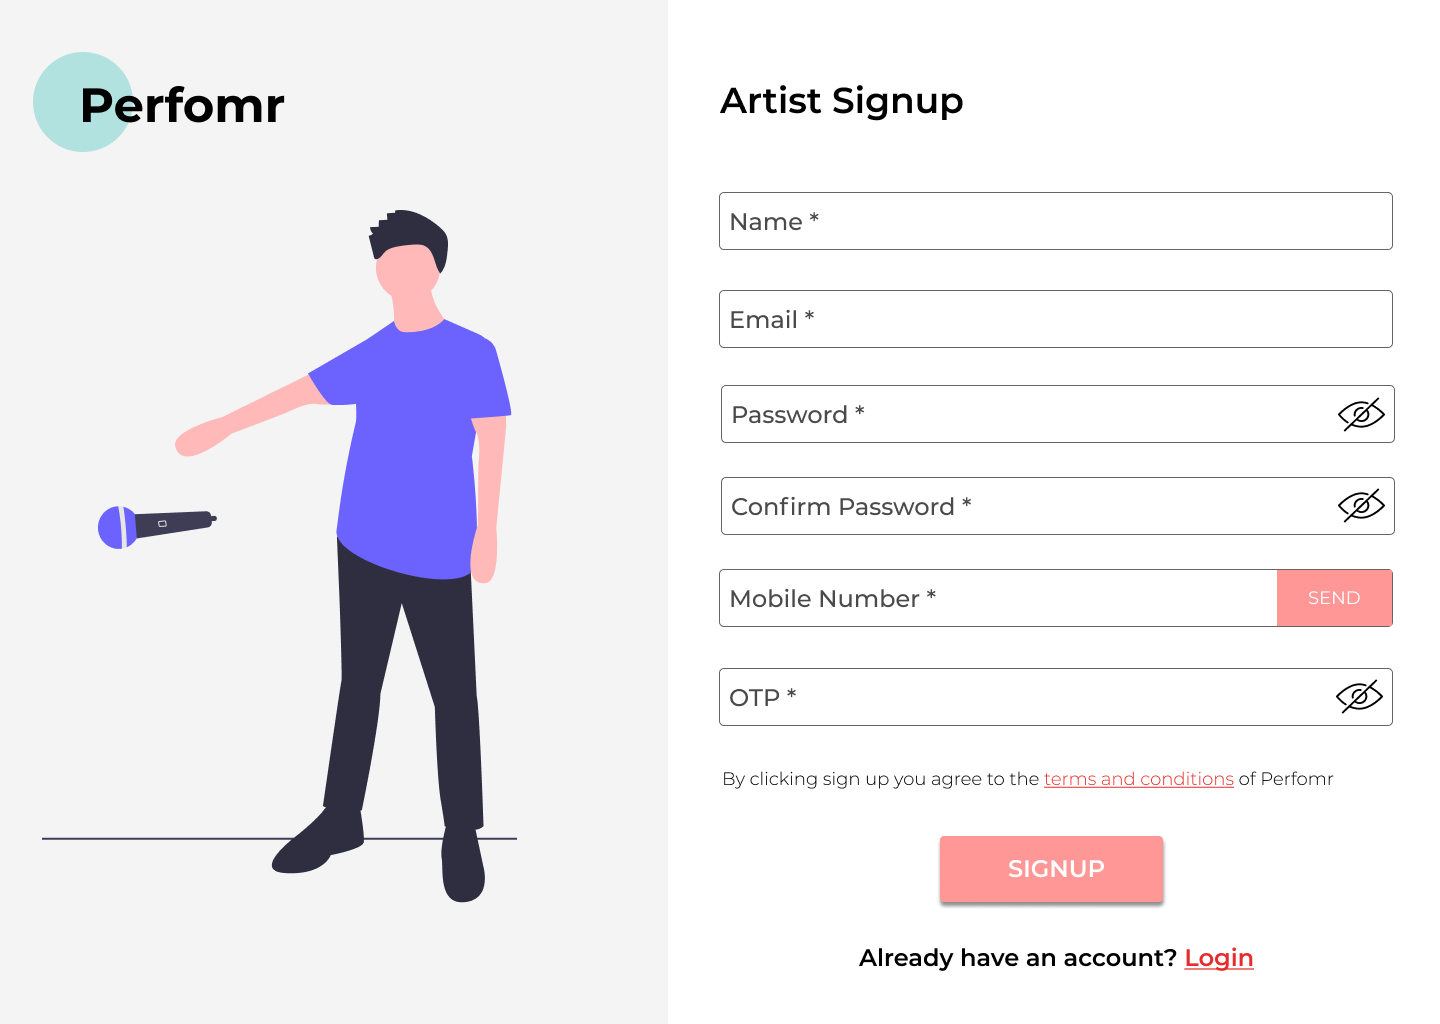 Perfomr
Artist Signup
Name *
Email *
Password *
Confirm Password *
Mobile Number *
SEND
OTP *
By clicking sign up you agree to the terms and conditions of Perfomr
SIGNUP
Already have an account? Login